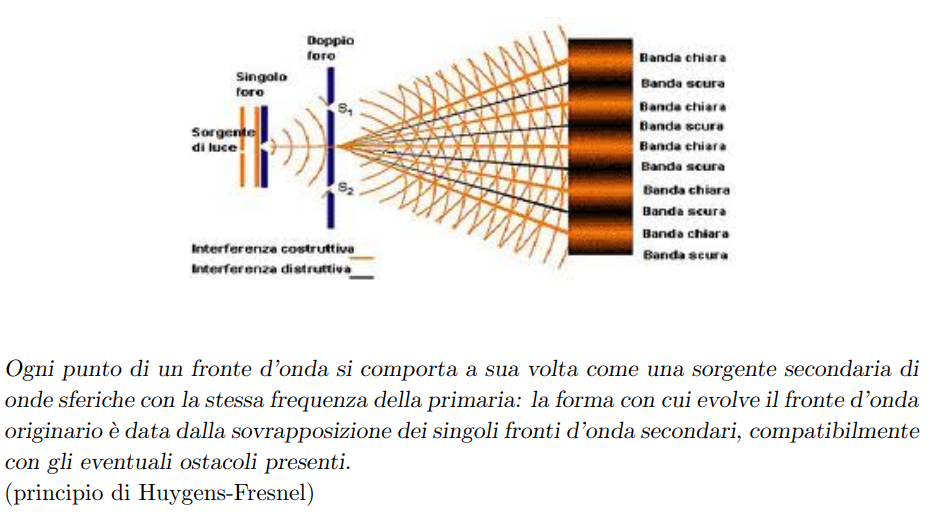 Doppio
foro
Singolo
foro
S1
Sorgente
di luce
S2
Banda chiara
Banda scura
Banda chiara
Banda scura
Banda chiara
Banda scura
Banda chiara
Banda scura
Banda chiara
Banda scura
Interferenza costruttiva
Interferenza distruttiva
Ogni punto di un fronte d'onda si comporta a sua volta come una sorgente secondaria di
onde sferiche con la stessa frequenza della primaria: la forma con cui evolve il fronte d'onda
originario è data dalla sovrapposizione dei singoli fronti d'onda secondari, compatibilmente
con gli eventuali ostacoli presenti.
(principio di Huygens-Fresnel)